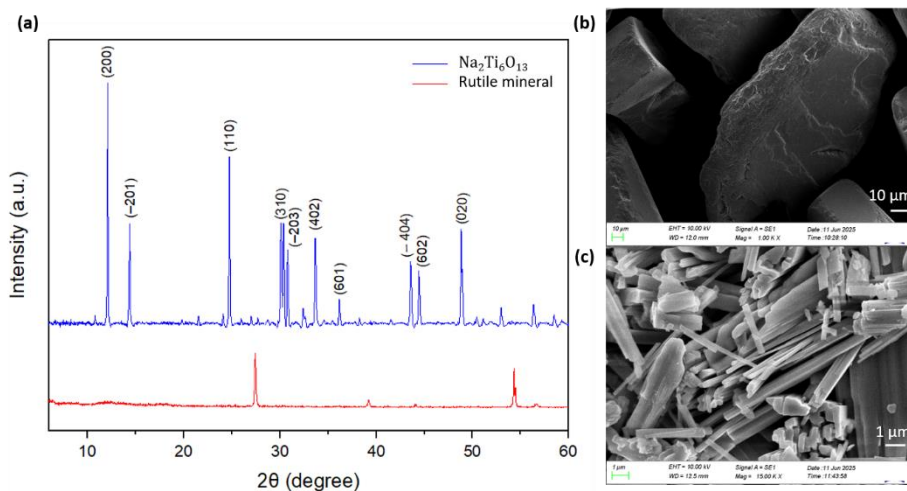 (a)
Na₂Ti₆O₁₃
Rutile mineral
(200)
(–201)
(110)
(310)
(–203)
(402)
(601)
(– 404)
(602)
(020)
Intensity (a.u.)
10 20 30 40 50 60
2θ (degree)
(b)
10 μm
10 μm EHT = 10.00 kV Signal A = SE1 Date :11 Jun 2025
WD = 12.0 mm Mag = 1.00 K X Time :10:28:10
(c)
1 μm
1 μm EHT = 10.00 kV Signal A = SE1 Date :11 Jun 2025
WD = 12.5 mm Mag = 15.00 K X Time :11:43:58